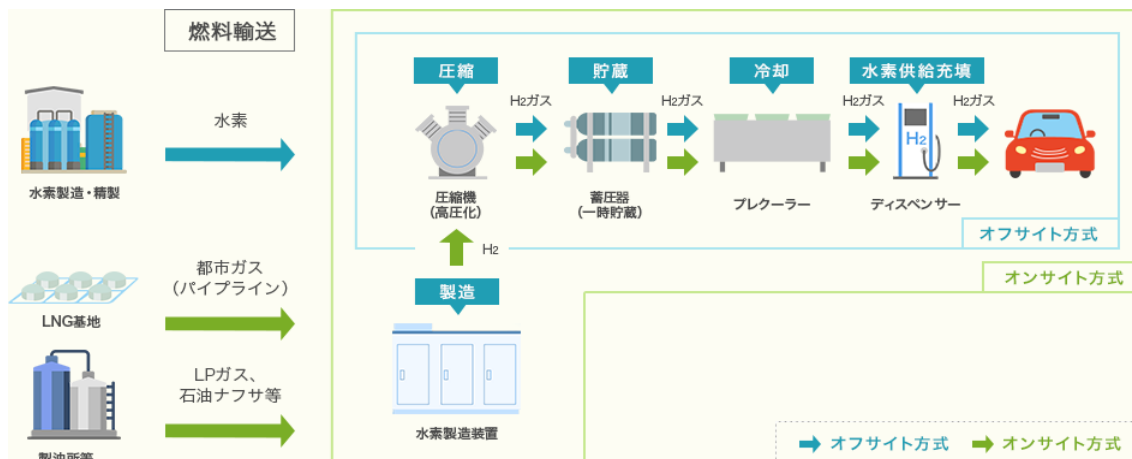 燃料輸送
水素
水素製造・精製
都市ガス
(パイプライン)
LNG基地
LPガス、
石油ナフサ等
製油所等
圧縮
貯蔵
冷却
水素供給充填
H2ガス
H2ガス
H2ガス
H2ガス
H2
圧縮機
(高圧化)
蓄圧器
(一時貯蔵)
プレクーラー
ディスペンサー
オフサイト方式
H2
オンサイト方式
製造
水素製造装置
オフサイト方式
オンサイト方式